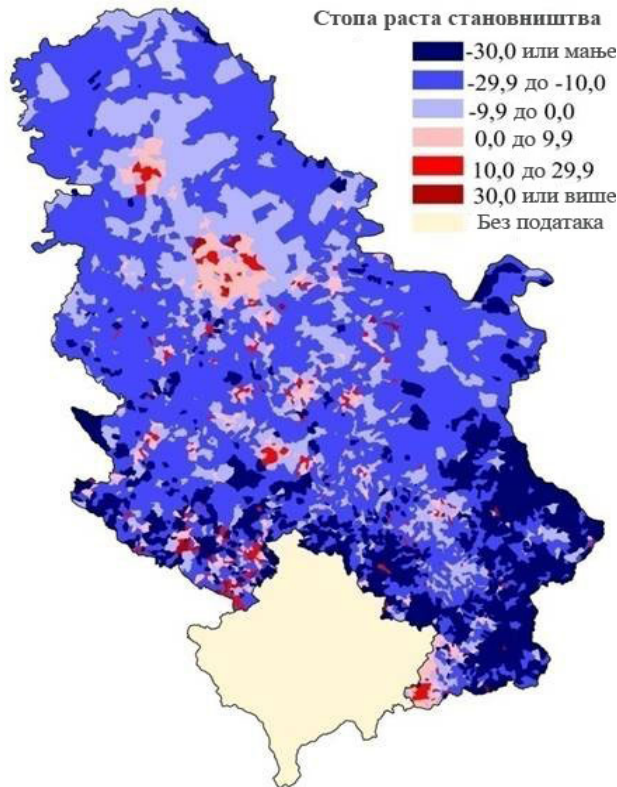 Стопа раста становништва
-30,0 или мање
-29,9 до -10,0
-9,9 до 0,0
0,0 до 9,9
10,0 до 29,9
30,0 или више
Без података